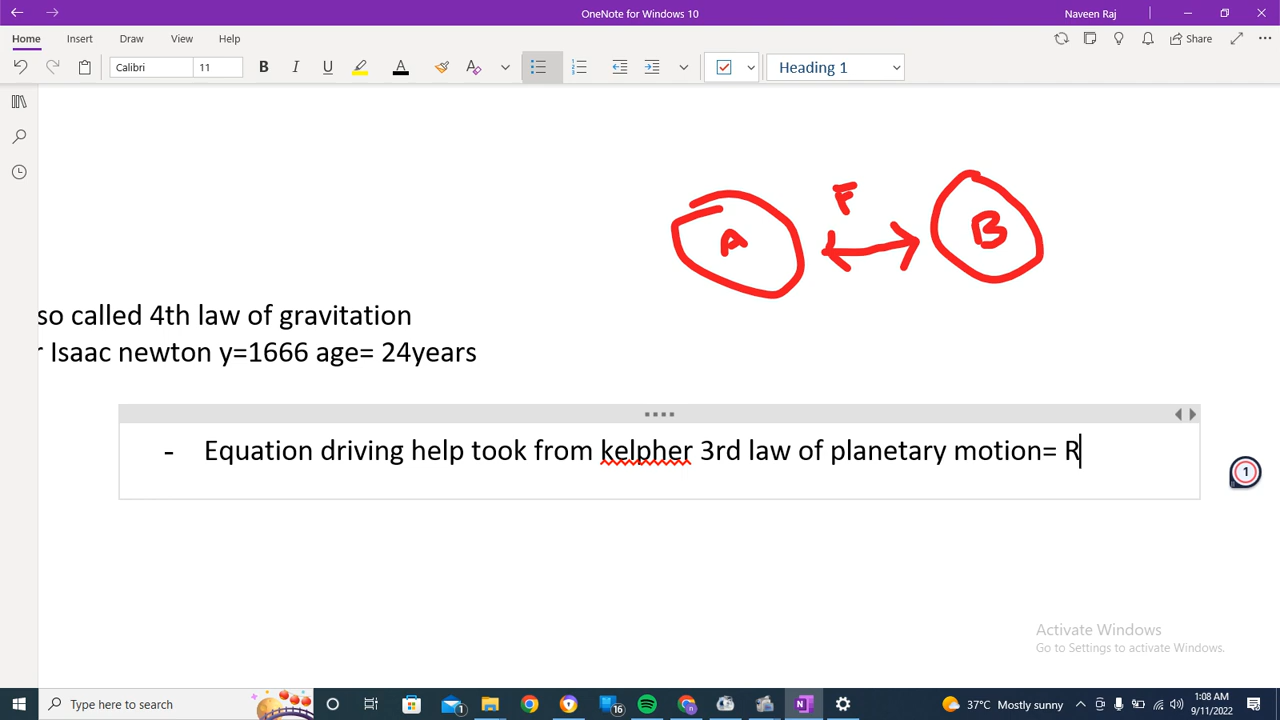 OneNote for Windows 10
Naveen Raj
Home Insert Draw View Help
Share
Calibri 11 B I U A A Heading 1
F
A B
so called 4th law of gravitation
r Isaac newton y=1666 age= 24years
- Equation driving help took from kelpher 3rd law of planetary motion= R
1
Activate Windows
Go to Settings to activate Windows.
Type here to search
1 16 N 37°C Mostly sunny 1:08 AM
9/11/2022